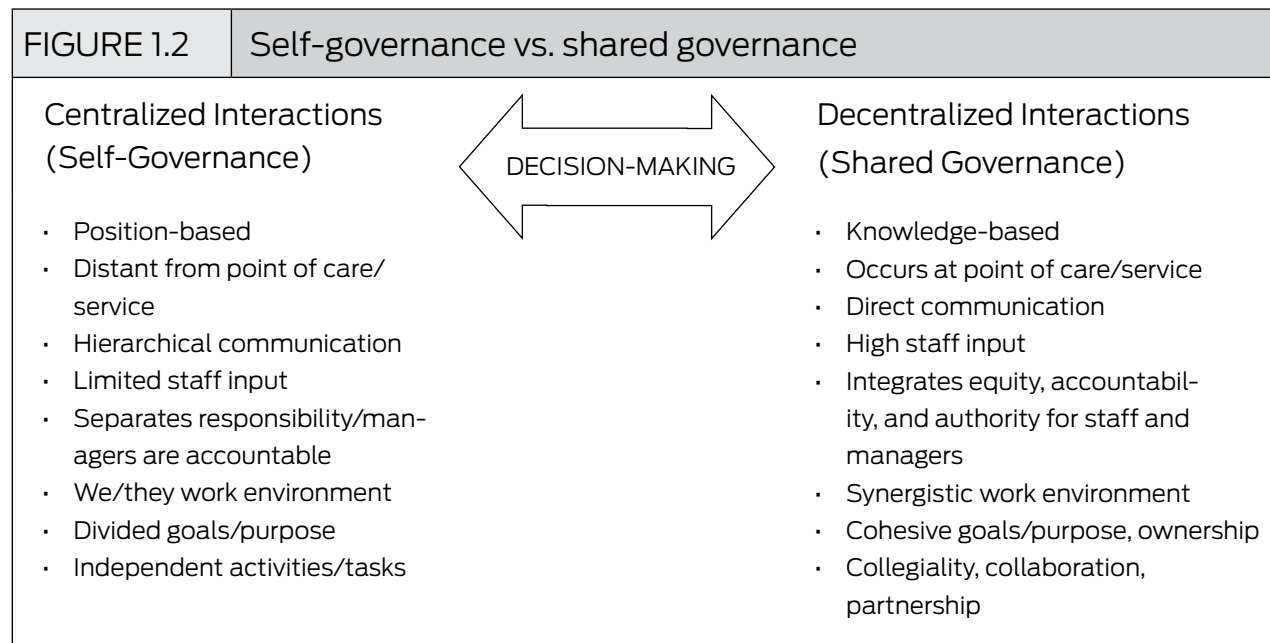 FIGURE 1.2
Self-governance vs. shared governance
Centralized Interactions
(Self-Governance)
· Position-based
· Distant from point of care/
service
· Hierarchical communication
· Limited staff input
· Separates responsibility/man-
agers are accountable
· We/they work environment
· Divided goals/purpose
· Independent activities/tasks
DECISION-MAKING
Decentralized Interactions
(Shared Governance)
· Knowledge-based
· Occurs at point of care/service
· Direct communication
· High staff input
· Integrates equity, accountabil-
ity, and authority for staff and
managers
· Synergistic work environment
· Cohesive goals/purpose, ownership
· Collegiality, collaboration,
partnership